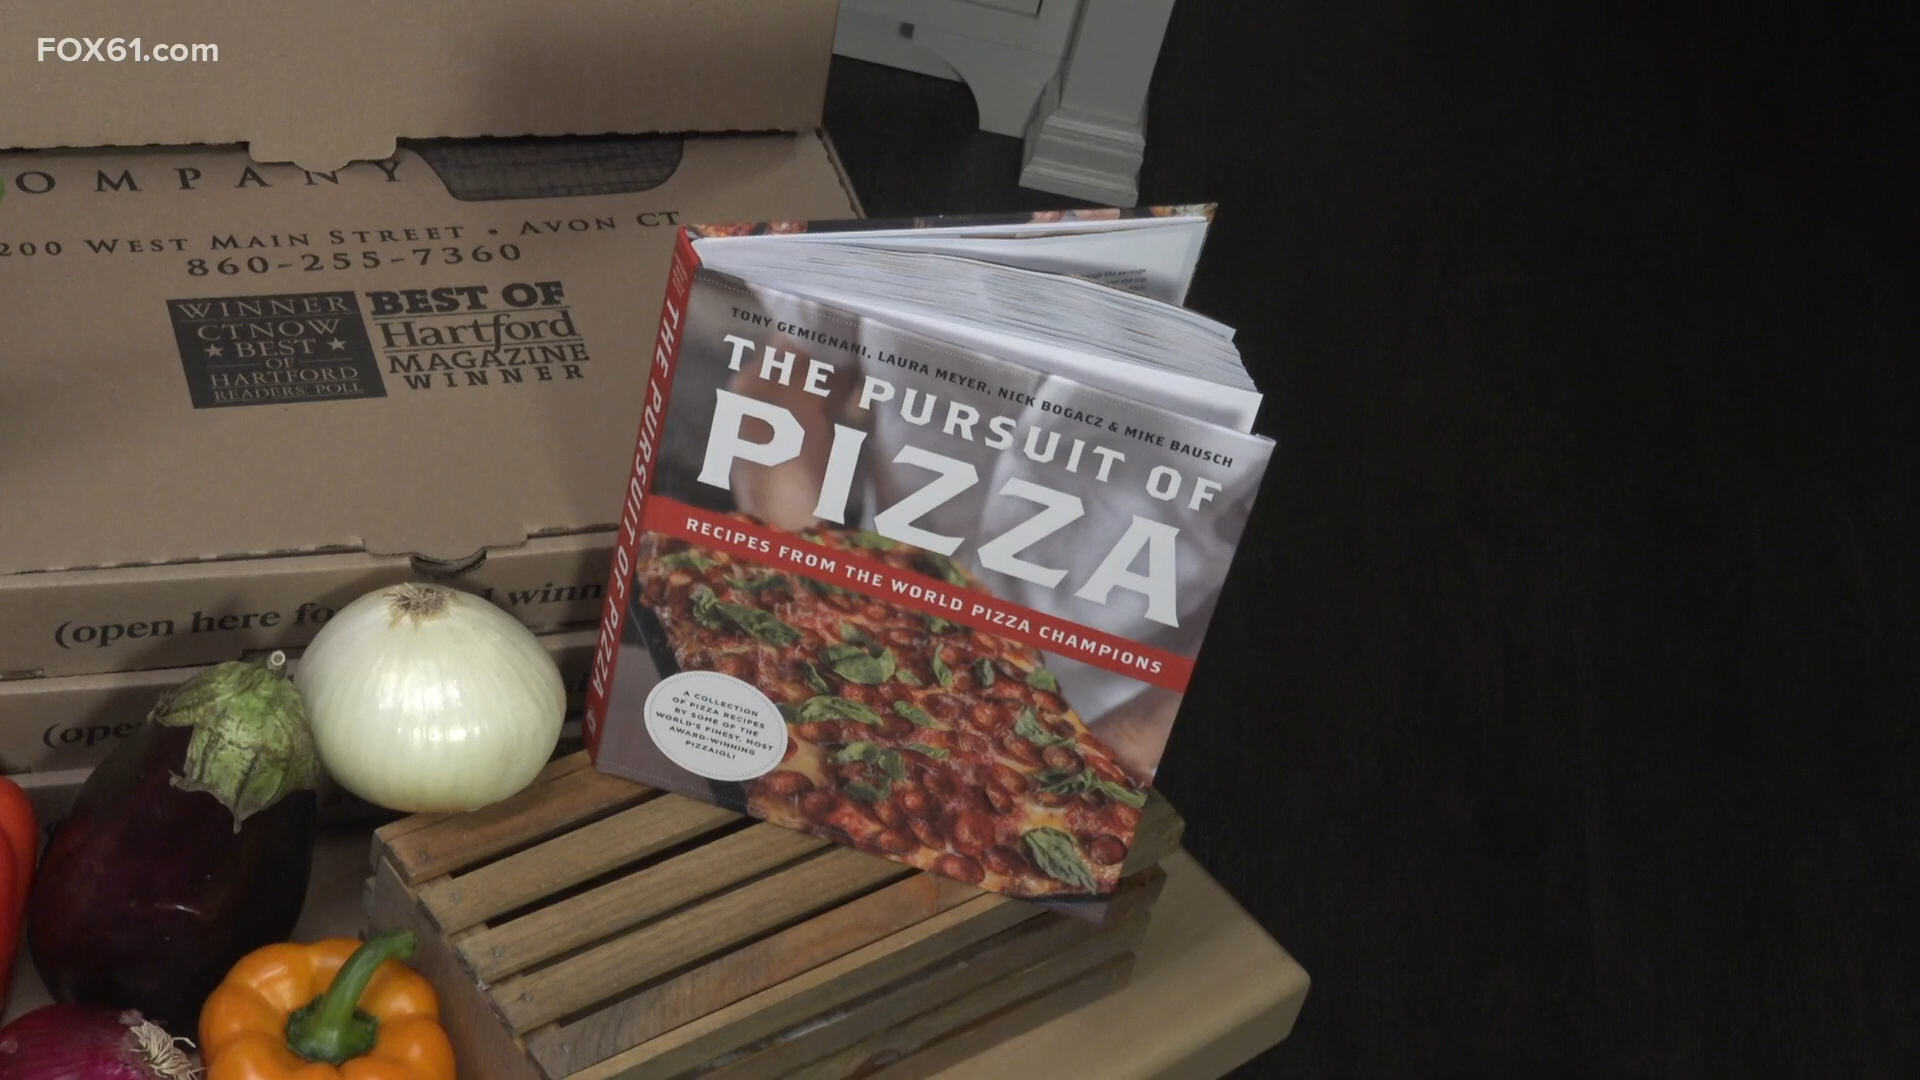 FOX61.com
OMPANY
200 WEST MAIN STREET • AVON CT
860-255-7360
WINNER
CTNOW
★ BEST ★
OF
HARTFORD
READERS' POLL
BEST OF
Hartford
MAGAZINE
WINNER
(open here fo
winn
(ope
THE PURSUIT OF PIZZA
TONY GEMIGNANI, LAURA MEYER, NICK BOGACZ & MIKE BAUSCH
THE PURSUIT OF
PIZZA
RECIPES FROM THE WORLD PIZZA CHAMPIONS
A COLLECTION
OF PIZZA RECIPES
BY SOME OF THE
WORLD'S FINEST, MOST
AWARD-WINNING
PIZZAIOLI